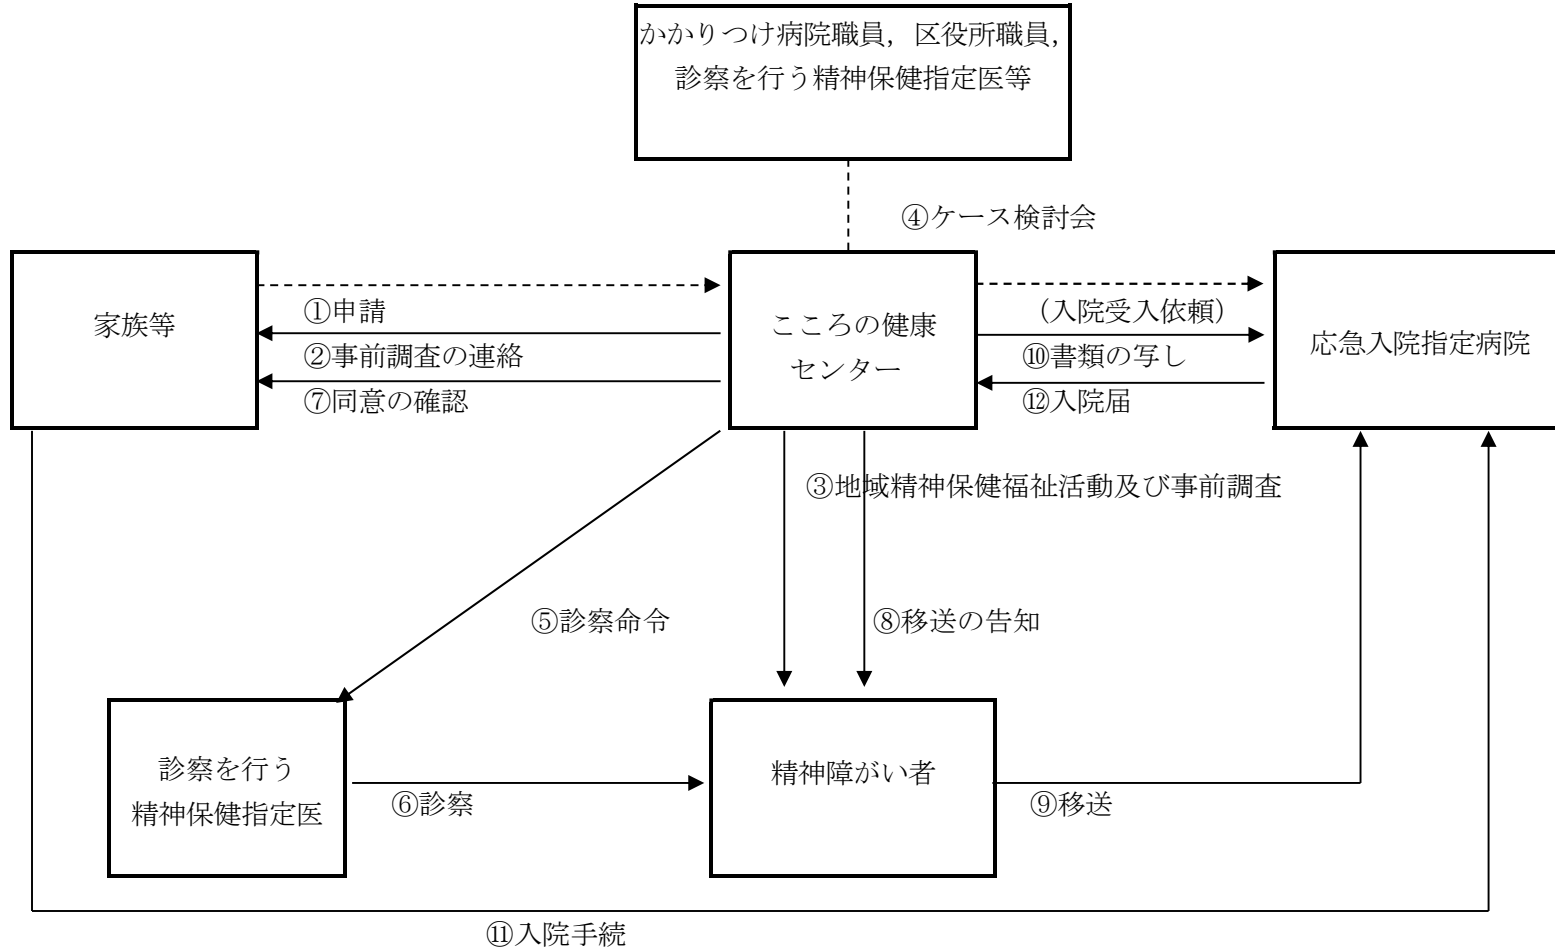 かかりつけ病院職員，区役所職員，
診察を行う精神保健指定医等
④ケース検討会
家族等
①申請
②事前調査の連絡
⑦同意の確認
こころの健康
センター
（入院受入依頼）
⑩書類の写し
⑫入院届
応急入院指定病院
③地域精神保健福祉活動及び事前調査
⑤診察命令
⑧移送の告知
診察を行う
精神保健指定医
⑥診察
精神障がい者
⑨移送
⑪入院手続